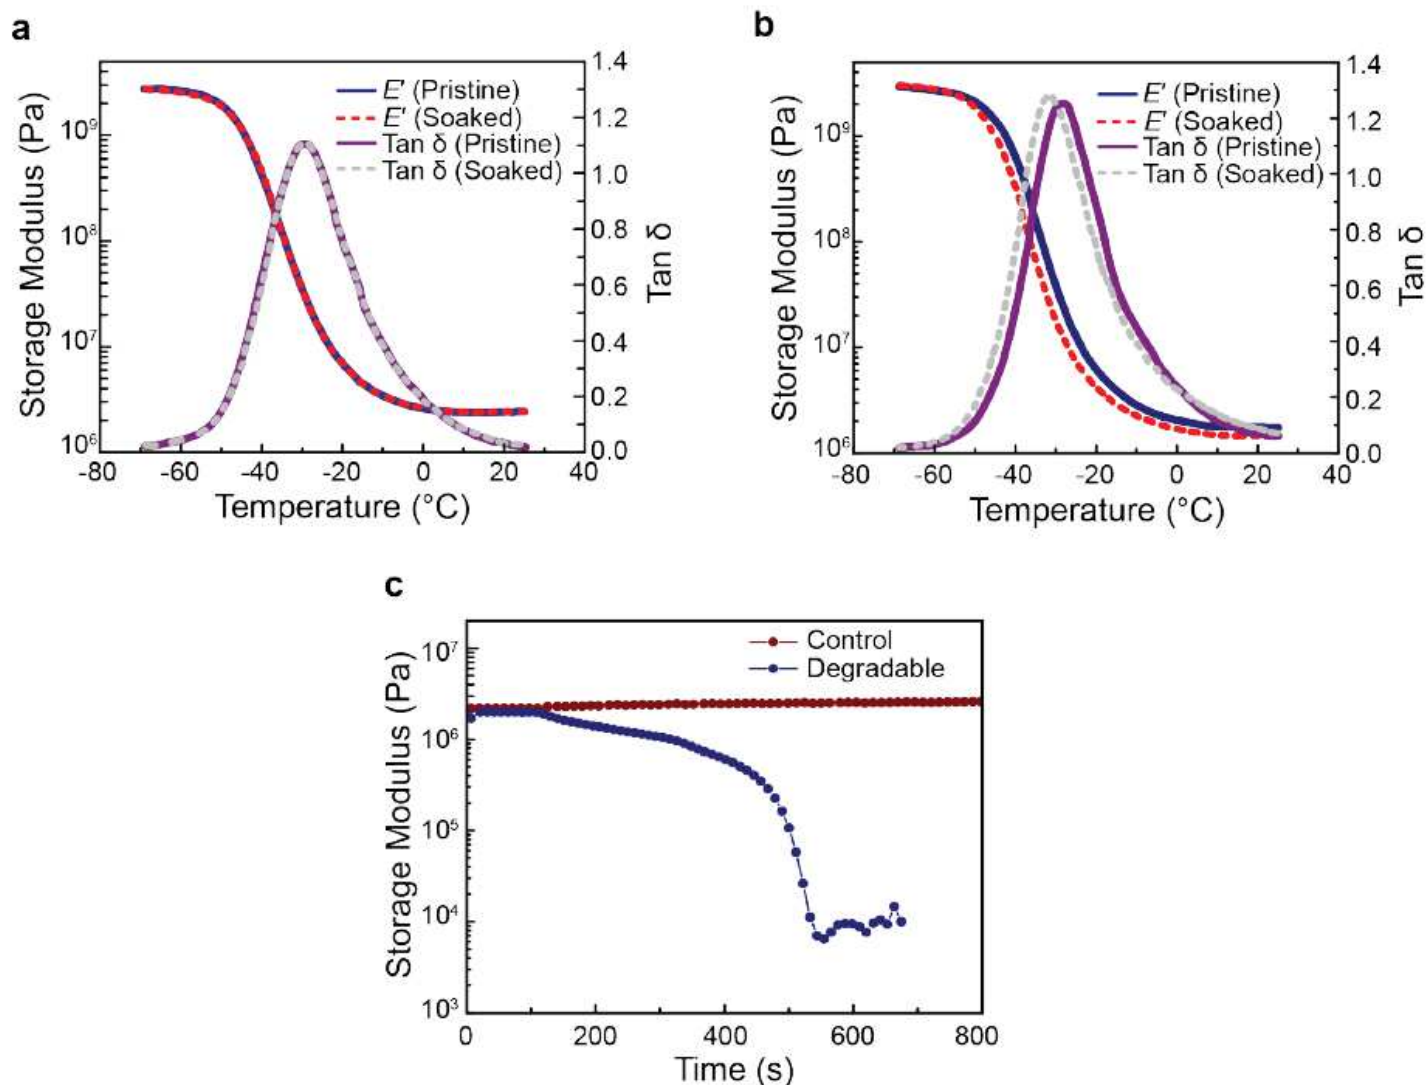 a
Storage Modulus (Pa)
10⁹
10⁸
10⁷
10⁶
E' (Pristine)
E' (Soaked)
Tan δ (Pristine)
Tan δ (Soaked)
1.4
1.2
1.0
0.8
0.6
0.4
0.2
0.0
Tan δ
-80 -60 -40 -20 0 20 40
Temperature (°C)
b
Storage Modulus (Pa)
10⁹
10⁸
10⁷
10⁶
E' (Pristine)
E' (Soaked)
Tan δ (Pristine)
Tan δ (Soaked)
1.4
1.2
1.0
0.8
0.6
0.4
0.2
0.0
Tan δ
-80 -60 -40 -20 0 20 40
Temperature (°C)
c
Storage Modulus (Pa)
10⁷
10⁶
10⁵
10⁴
10³
Control
Degradable
0 200 400 600 800
Time (s)